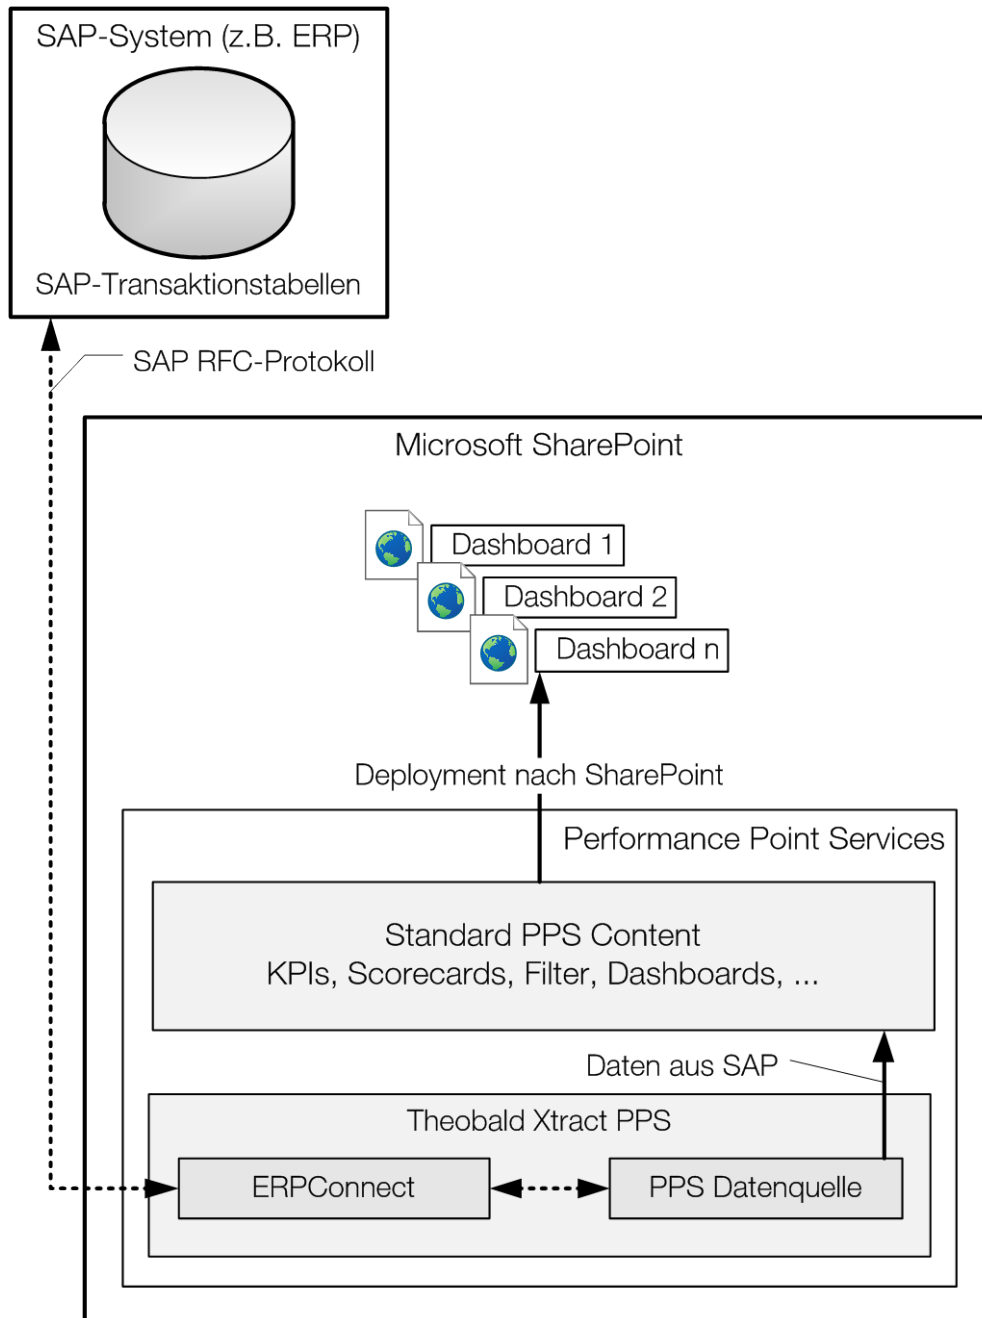 SAP-System (z.B. ERP)
SAP-Transaktionstabellen
SAP RFC-Protokoll
Microsoft SharePoint
Dashboard 1
Dashboard 2
Dashboard n
Deployment nach SharePoint
Performance Point Services
Standard PPS Content
KPIs, Scorecards, Filter, Dashboards, ...
Daten aus SAP
Theobald Xtract PPS
ERPConnect
PPS Datenquelle